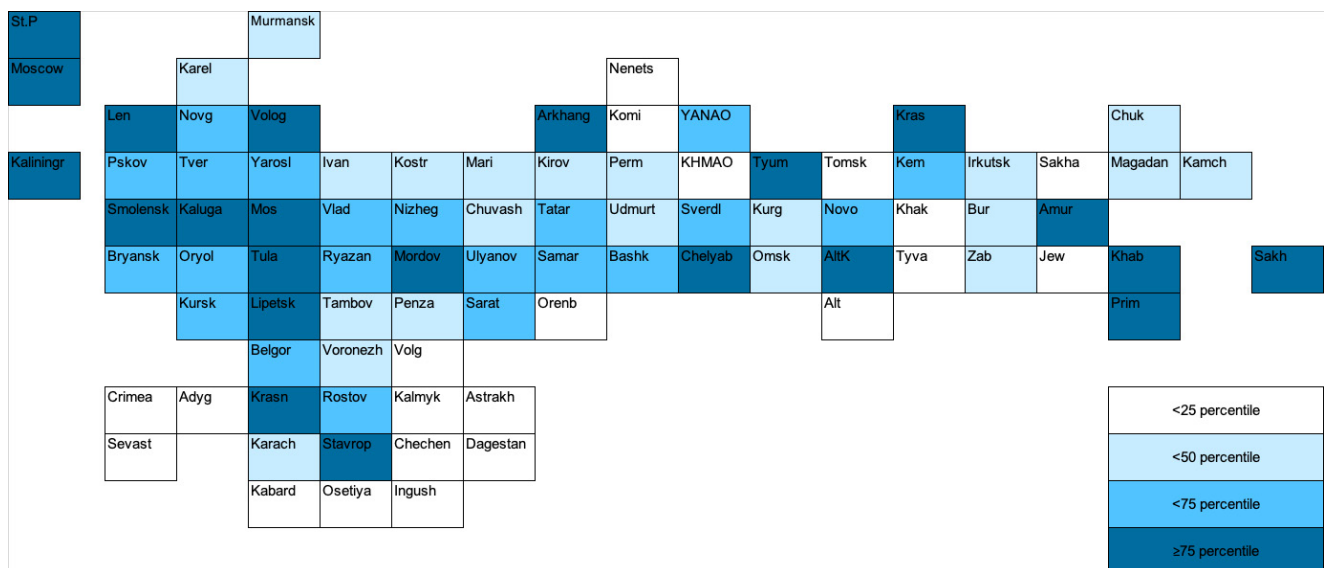 St.P Murmansk
Moscow Karel Nenets
Len Novg Volog Arkhang Komi YANAO Kras Chuk
Kaliningr Pskov Tver Yarosl Ivan Kostr Mari Kirov Perm KHMAO Tyum Tomsk Kem Irkutsk Sakha Magadan Kamch
Smolensk Kaluga Mos Vlad Nizheg Chuvash Tatar Udmurt Sverdl Kurg Novo Khak Bur Amur
Bryansk Oryol Tula Ryazan Mordov Ulyanov Samar Bashk Chelyab Omsk AltK Tyva Zab Jew Khab Sakh
Kursk Lipetsk Tambov Penza Sarat Orenb Alt Prim
Belgor Voronezh Volg
Crimea Adyg Krasn Rostov Kalmyk Astrakh
<25 percentile
Sevast Karach Stavrop Chechen Dagestan
<50 percentile
Kabard Osetiya Ingush
<75 percentile
≥75 percentile